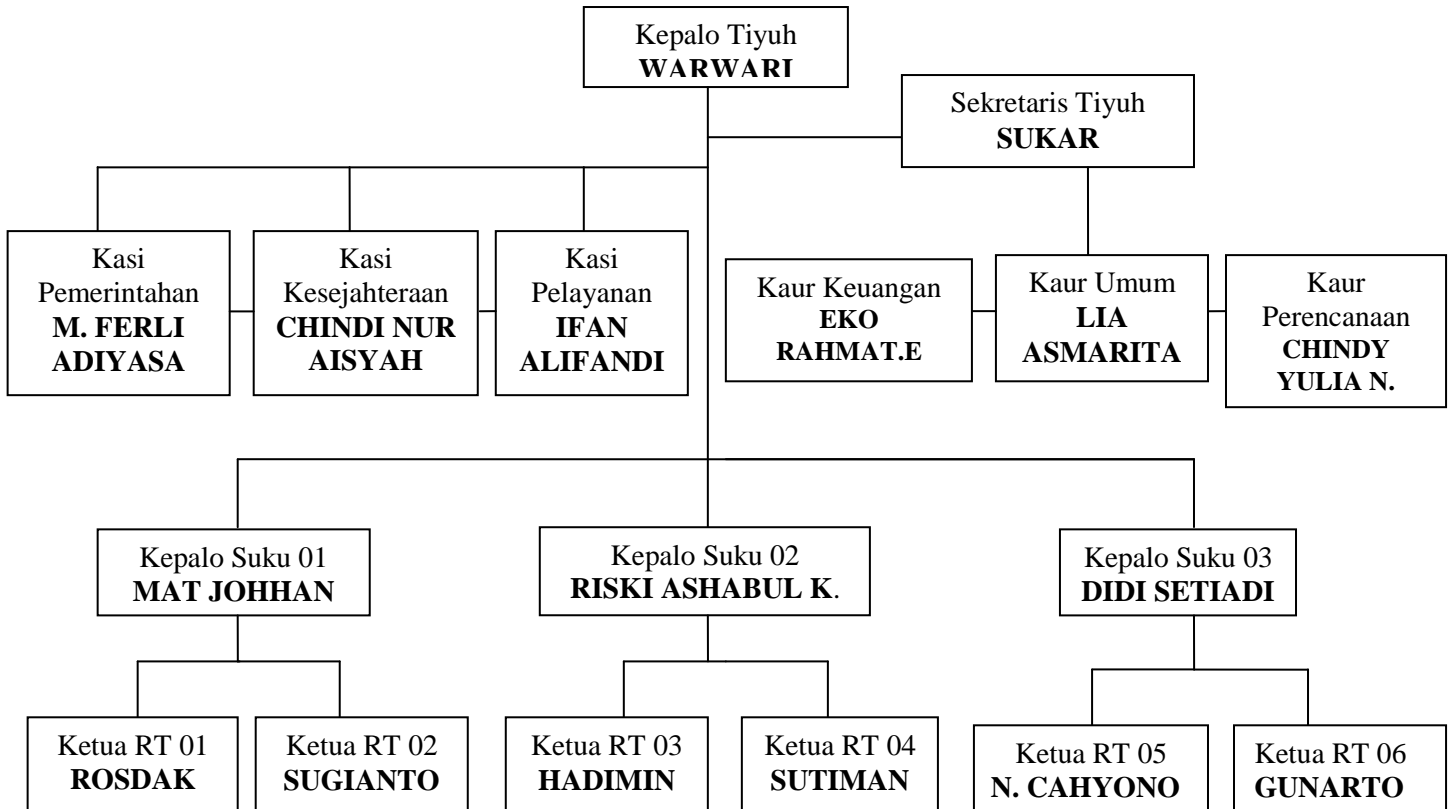 Kepalo Tiyuh
WARWARI
Sekretaris Tiyuh
SUKAR
Kasi
Pemerintahan
M. FERLI
ADIYASA
Kasi
Kesejahteraan
CHINDI NUR
AISYAH
Kasi
Pelayanan
IFAN
ALIFANDI
Kaur Keuangan
EKO
RAHMAT.E
Kaur Umum
LIA
ASMARITA
Kaur
Perencanaan
CHINDY
YULIA N.
Kepalo Suku 01
MAT JOHHAN
Kepalo Suku 02
RISKI ASHABUL K.
Kepalo Suku 03
DIDI SETIADI
Ketua RT 01
ROSDAK
Ketua RT 02
SUGIANTO
Ketua RT 03
HADIMIN
Ketua RT 04
SUTIMAN
Ketua RT 05
N. CAHYONO
Ketua RT 06
GUNARTO